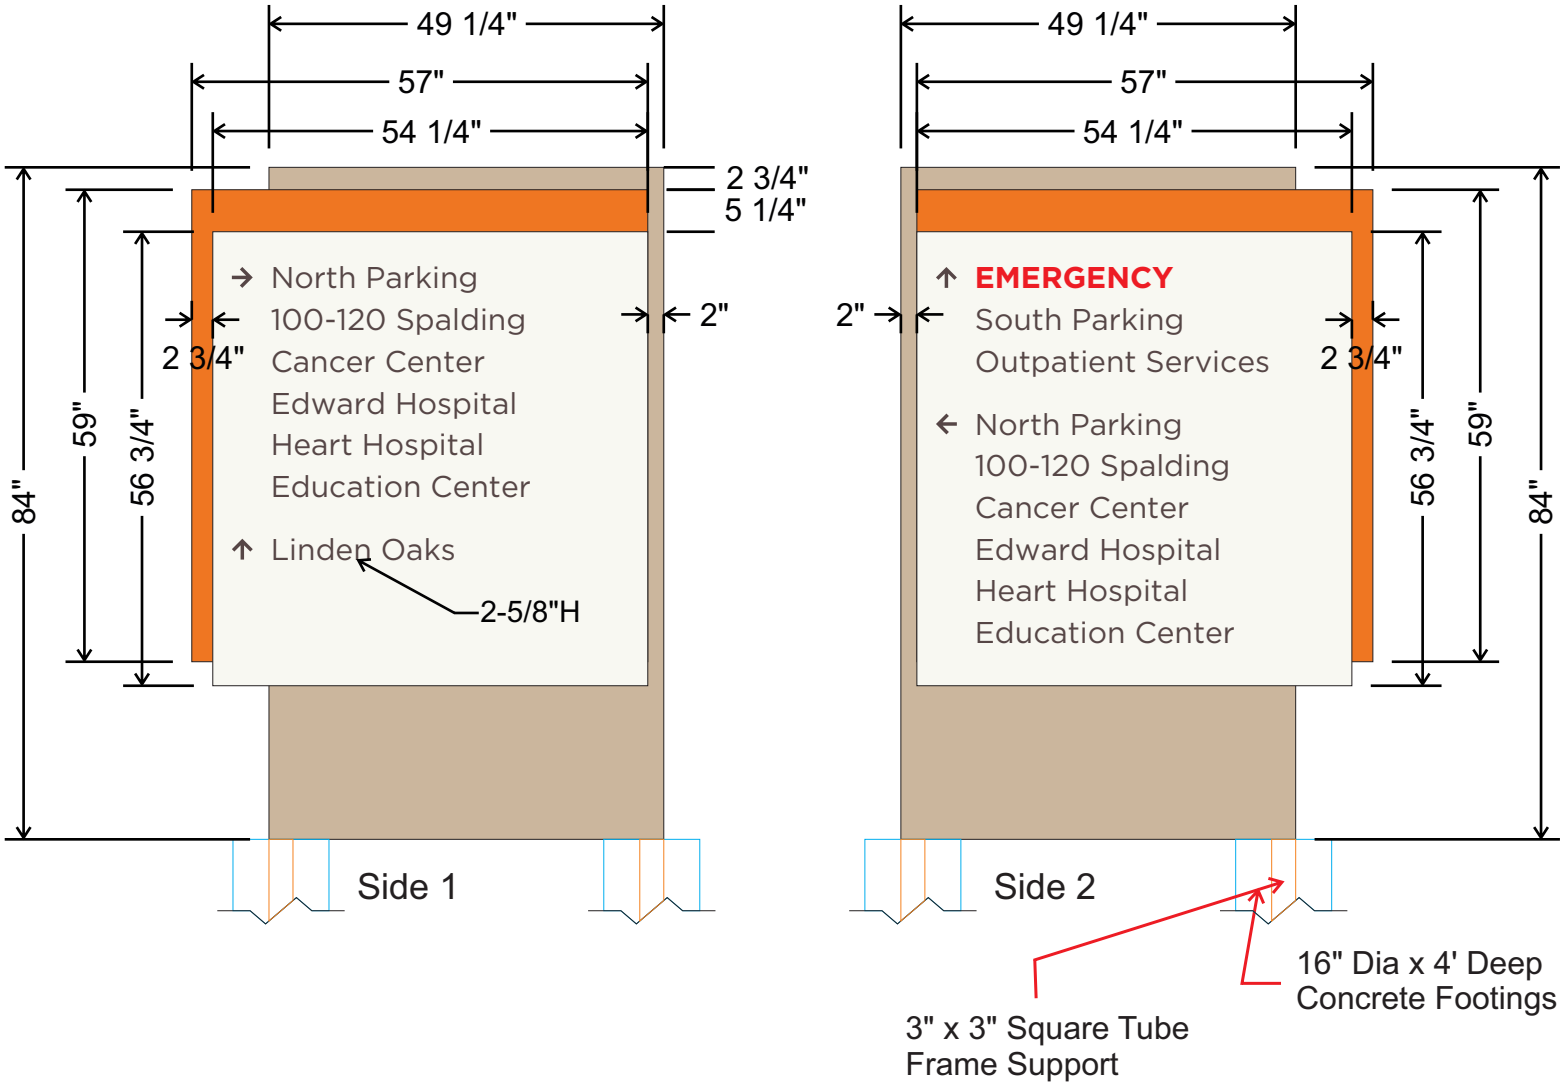 49 1/4"
57"
54 1/4"
2 3/4"
5 1/4"
→ North Parking
100-120 Spalding
Cancer Center
Edward Hospital
Heart Hospital
Education Center
↑ Linden Oaks
2-5/8"H
2"
2 3/4"
84"
59"
56 3/4"
Side 1
49 1/4"
57"
54 1/4"
↑ EMERGENCY
South Parking
Outpatient Services
← North Parking
100-120 Spalding
Cancer Center
Edward Hospital
Heart Hospital
Education Center
2"
2 3/4"
56 3/4"
59"
84"
Side 2
16" Dia x 4' Deep
Concrete Footings
3" x 3" Square Tube
Frame Support